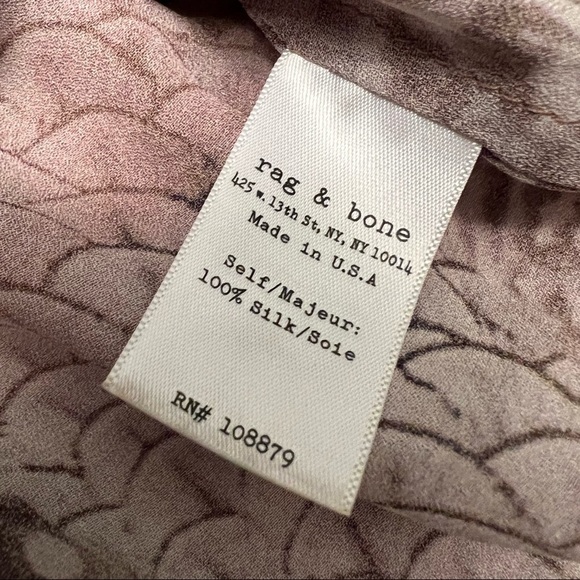 rag & bone
425 w. 13th St, NY, NY 10014
Made in U.S.A
Self/Majeur:
100% Silk/Soie
RN# 108879